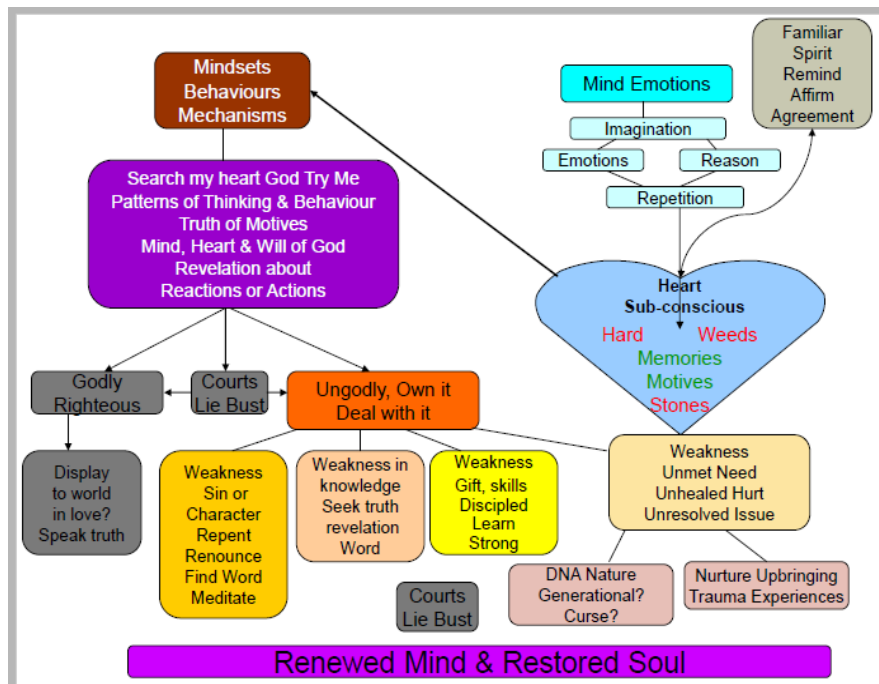 Mindsets
Behaviours
Mechanisms
Mind Emotions
Imagination
Emotions
Reason
Repetition
Familiar
Spirit
Remind
Affirm
Agreement
Search my heart God Try Me
Patterns of Thinking & Behaviour
Truth of Motives
Mind, Heart & Will of God
Revelation about
Reactions or Actions
Heart
Sub-conscious
Hard Weeds
Memories
Motives
Stones
Godly
Righteous
Courts
Lie Bust
Ungodly, Own it
Deal with it
Display
to world
in love?
Speak truth
Weakness
Sin or
Character
Repent
Renounce
Find Word
Meditate
Weakness in
knowledge
Seek truth
revelation
Word
Weakness
Gift, skills
Discipled
Learn
Strong
Weakness
Unmet Need
Unhealed Hurt
Unresolved Issue
Courts
Lie Bust
DNA Nature
Generational?
Curse?
Nurture Upbringing
Trauma Experiences
Renewed Mind & Restored Soul